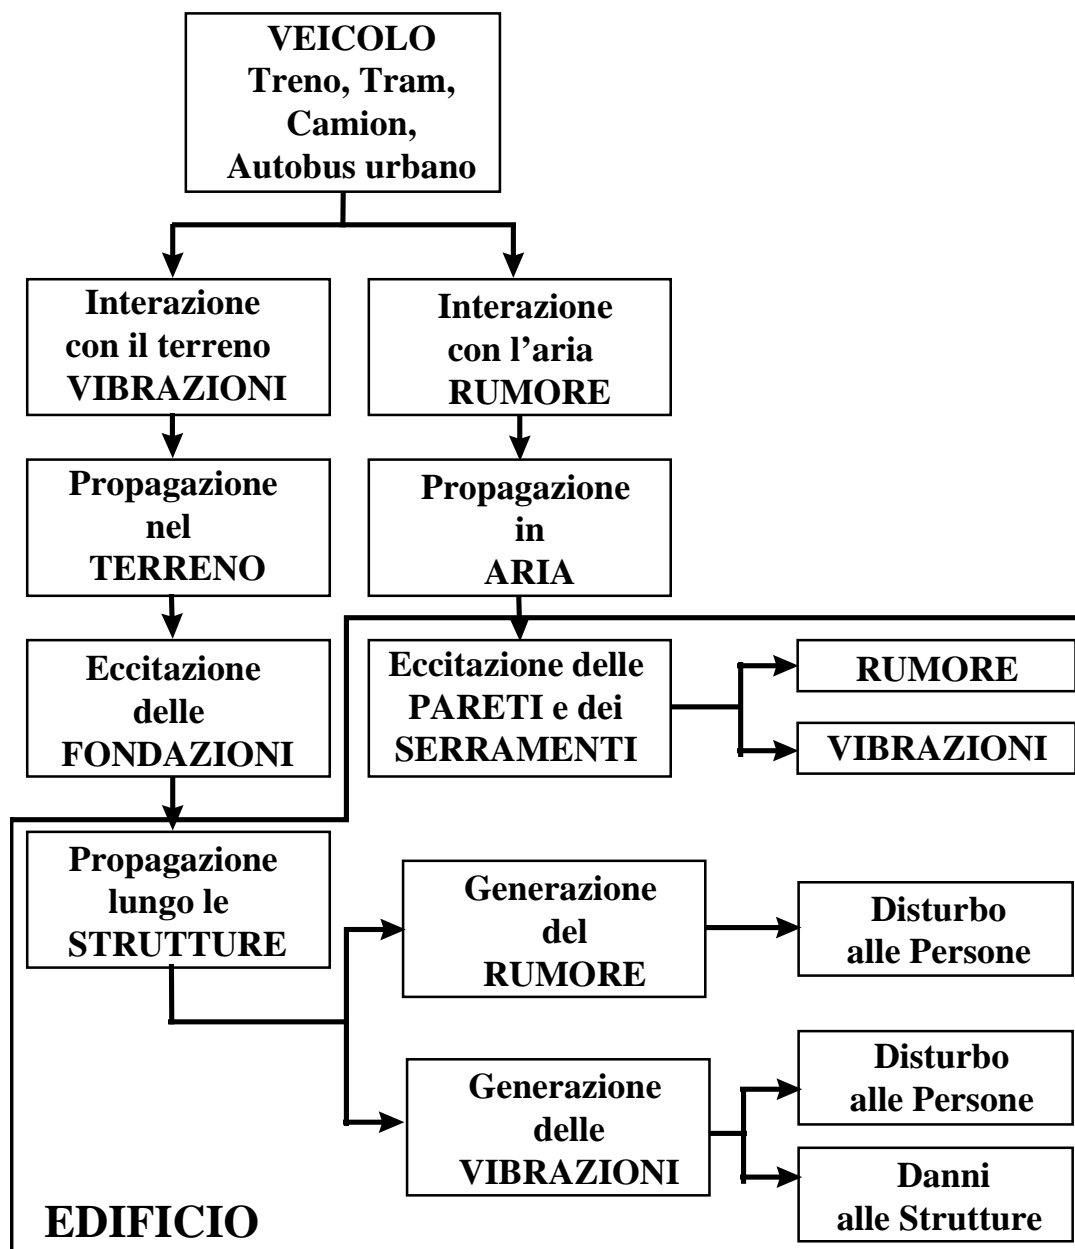 VEICOLO
Treno, Tram,
Camion,
Autobus urbano
Interazione
con il terreno
VIBRAZIONI
Interazione
con l’aria
RUMORE
Propagazione
nel
TERRENO
Propagazione
in
ARIA
Eccitazione
delle
FONDAZIONI
Eccitazione delle
PARETI e dei
SERRAMENTI
RUMORE
VIBRAZIONI
Propagazione
lungo le
STRUTTURE
Generazione
del
RUMORE
Disturbo
alle Persone
Generazione
delle
VIBRAZIONI
Disturbo
alle Persone
Danni
alle Strutture
EDIFICIO